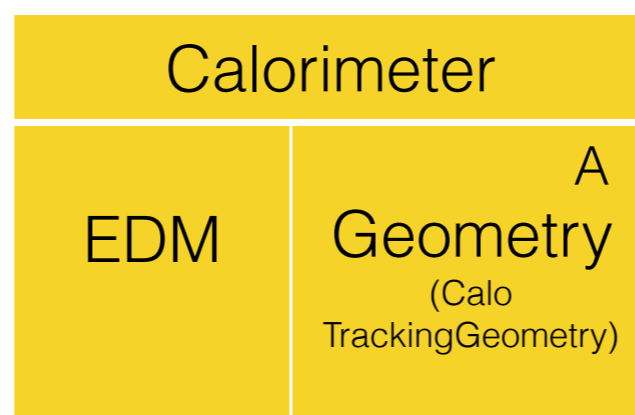 Calorimeter
EDM
A
Geometry
(Calo
TrackingGeometry)